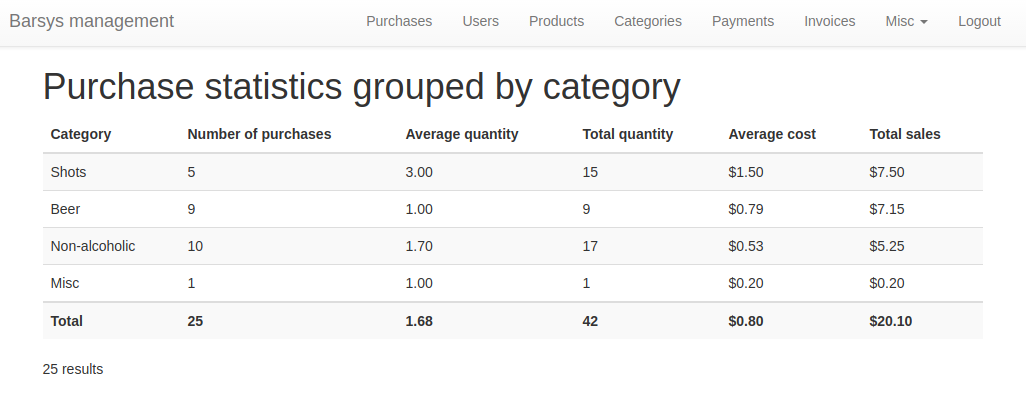 Barsys management Purchases Users Products Categories Payments Invoices Misc Logout
Purchase statistics grouped by category
Category Number of purchases Average quantity Total quantity Average cost Total sales
Shots 5 3.00 15 $1.50 $7.50
Beer 9 1.00 9 $0.79 $7.15
Non-alcoholic 10 1.70 17 $0.53 $5.25
Misc 1 1.00 1 $0.20 $0.20
Total 25 1.68 42 $0.80 $20.10
25 results